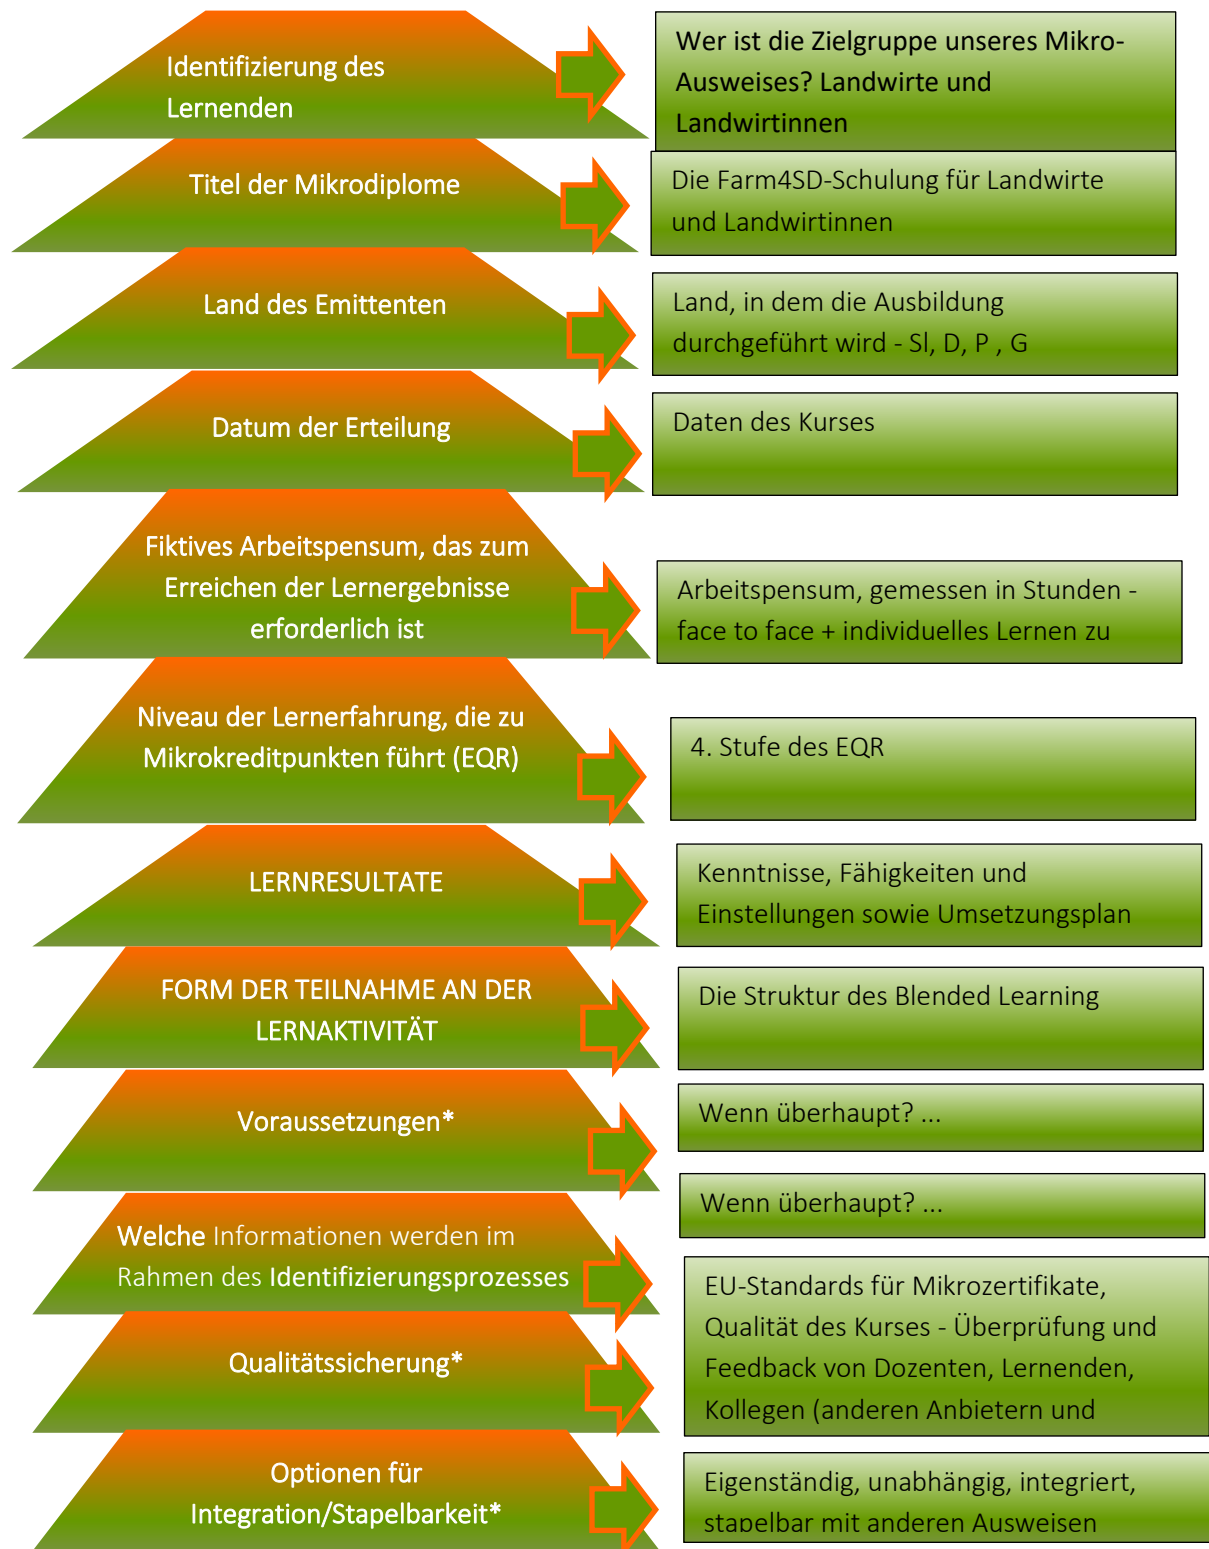 Identifizierung des
Lernenden
Wer ist die Zielgruppe unseres Mikro-
Ausweises? Landwirte und
Landwirtinnen
Titel der Mikrodiplome
Die Farm4SD-Schulung für Landwirte
und Landwirtinnen
Land des Emittenten
Land, in dem die Ausbildung
durchgeführt wird - Sl, D, P , G
Datum der Erteilung
Daten des Kurses
Fiktives Arbeitspensum, das zum
Erreichen der Lernergebnisse
erforderlich ist
Arbeitspensum, gemessen in Stunden -
face to face + individuelles Lernen zu
Niveau der Lernerfahrung, die zu
Mikrokreditpunkten führt (EQR)
4. Stufe des EQR
LERNRESULTATE
Kenntnisse, Fähigkeiten und
Einstellungen sowie Umsetzungsplan
FORM DER TEILNAHME AN DER
LERNAKTIVITÄT
Die Struktur des Blended Learning
Voraussetzungen*
Wenn überhaupt? ...
Welche Informationen werden im
Rahmen des Identifizierungsprozesses
Wenn überhaupt? ...
Qualitätssicherung*
EU-Standards für Mikrozertifikate,
Qualität des Kurses - Überprüfung und
Feedback von Dozenten, Lernenden,
Kollegen (anderen Anbietern und
Optionen für
Integration/Stapelbarkeit*
Eigenständig, unabhängig, integriert,
stapelbar mit anderen Ausweisen